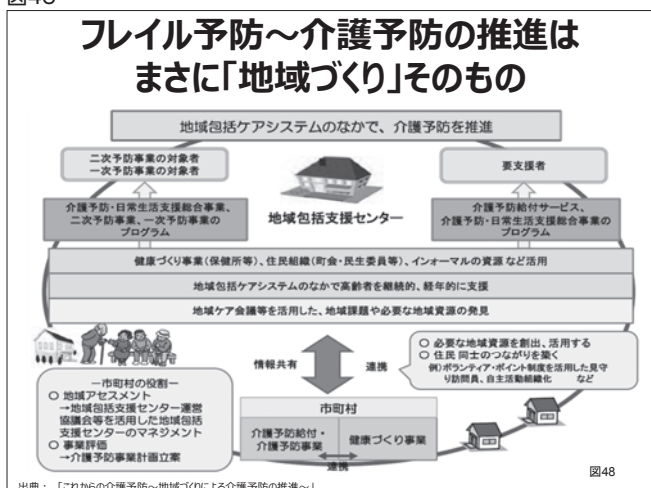 図48
フレイル予防～介護予防の推進は
まさに「地域づくり」そのもの
地域包括ケアシステムのなかで、介護予防を推進
二次予防事業の対象者
一次予防事業の対象者
要支援者
介護予防・日常生活支援総合事業、
二次予防事業、一次予防事業の
プログラム
地域包括支援センター
介護予防給付サービス、
介護予防・日常生活支援総合事業の
プログラム
健康づくり事業(保健所等)、住民組織(町会・民生委員等)、インォーマルの資源など活用
地域包括ケアシステムのなかで高齢者を継続的、経年的に支援
地域ケア会議等を活用した、地域課題や必要な地域資源の発見
情報共有
連携
○ 必要な地域資源を創出、活用する
○ 住民同士のつながりを築く
例)ボランティア・ポイント制度を活用した見守
り訪問員、自主活動組織化 など
―市町村の役割―
○ 地域アセスメント
→地域包括支援センター運営
協議会等を活用した地域包括
支援センターのマネジメント
○ 事業評価
→介護予防事業計画立案
市町村
介護予防給付・
介護予防事業
健康づくり事業
連携
図48
出典：「これからの介護予防～地域づくりによる介護予防の推進～」